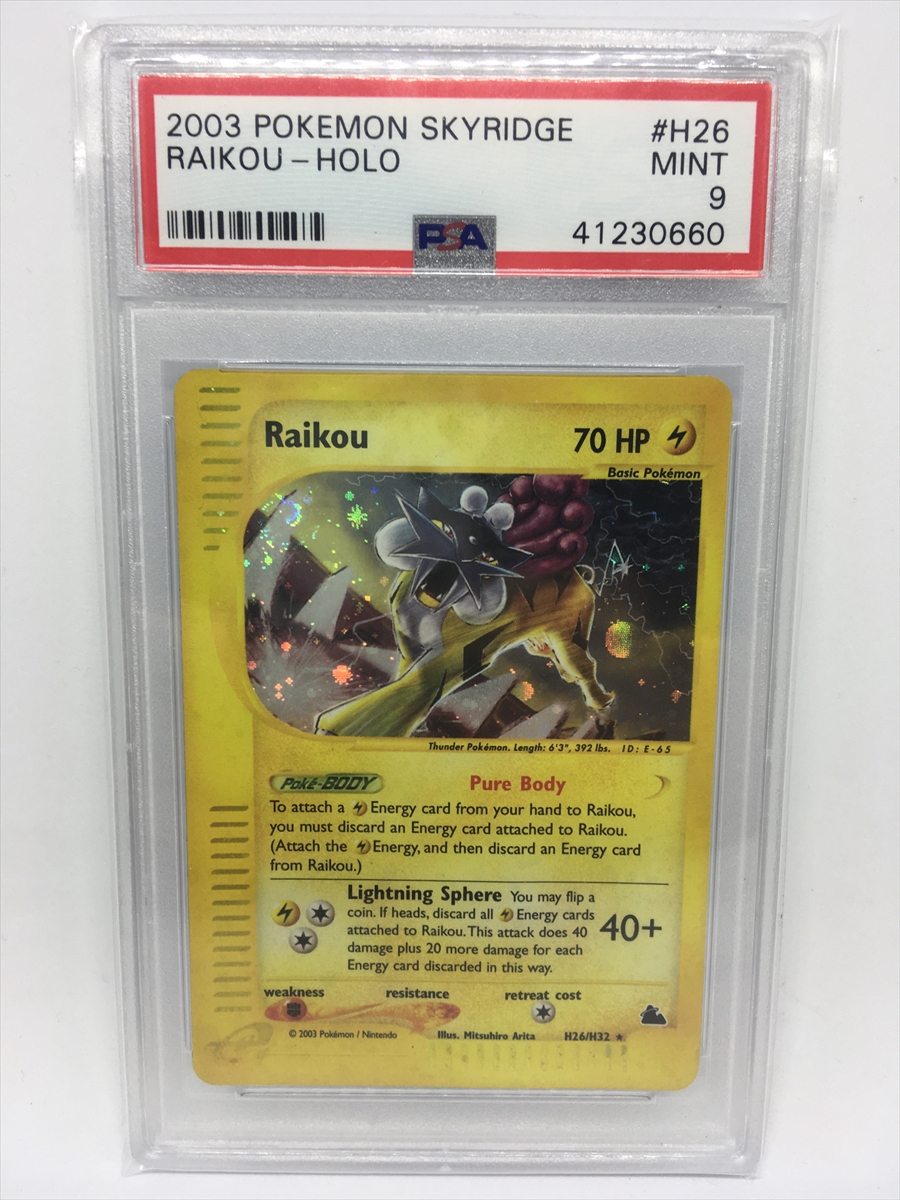 2003 POKEMON SKYRIDGE #H26
RAIKOU – HOLO MINT
9
PSA 41230660
Raikou 70 HP
Basic Pokémon
Thunder Pokémon. Length: 6'3", 392 lbs. ID: E-65
Poké-BODY Pure Body
To attach a Energy card from your hand to Raikou,
you must discard an Energy card attached to Raikou.
(Attach the Energy, and then discard an Energy card
from Raikou.)
Lightning Sphere You may flip a
coin. If heads, discard all Energy cards
attached to Raikou. This attack does 40 40+
damage plus 20 more damage for each
Energy card discarded in this way.
weakness resistance retreat cost
© 2003 Pokémon / Nintendo Illus. Mitsuhiro Arita H26/H32 ★